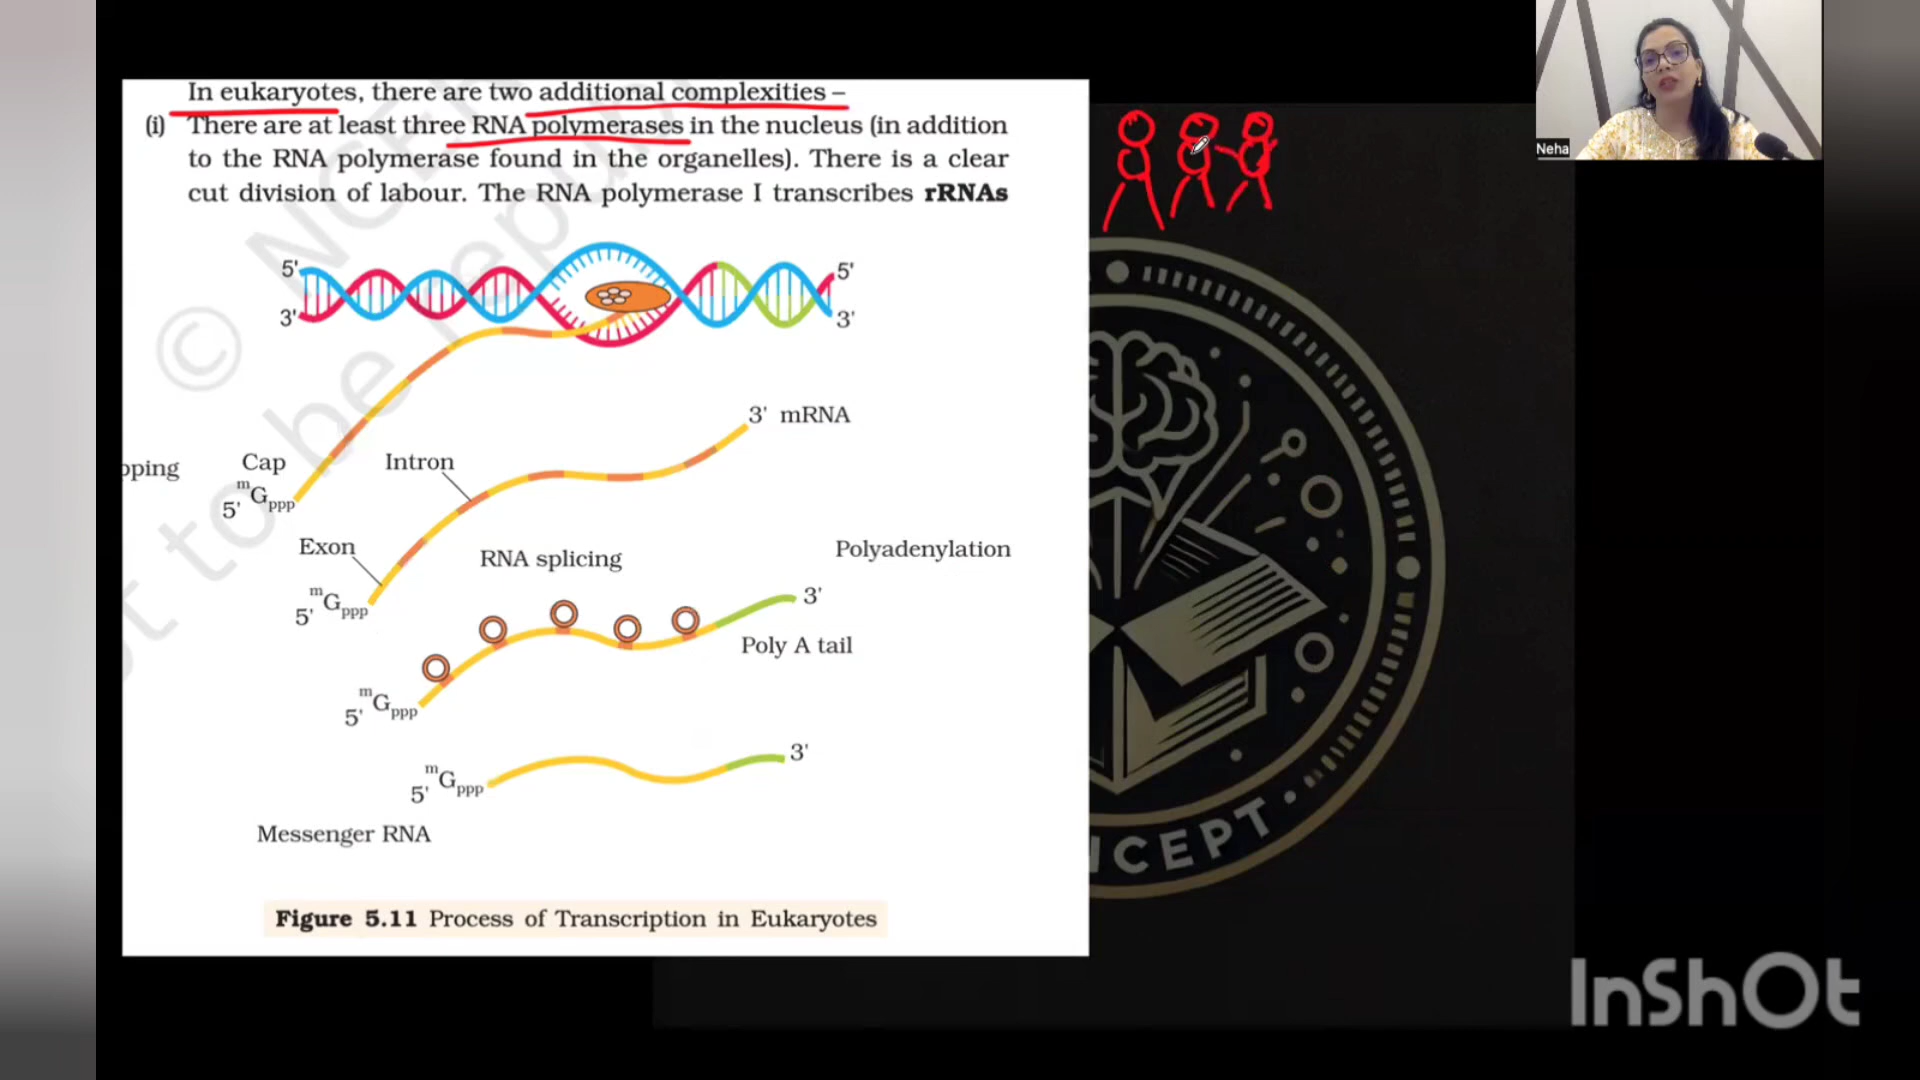 In eukaryotes, there are two additional complexities –
(i) There are at least three RNA polymerases in the nucleus (in addition
to the RNA polymerase found in the organelles). There is a clear
cut division of labour. The RNA polymerase I transcribes rRNAs
5' 5'
3' 3'
3' mRNA
pping Cap Intron
mGppp
5'
Exon RNA splicing Polyadenylation
mGppp
5'
3'
Poly A tail
mGppp
5'
3'
mGppp
5'
Messenger RNA
Figure 5.11 Process of Transcription in Eukaryotes
Neha
NCEPT
InShOt